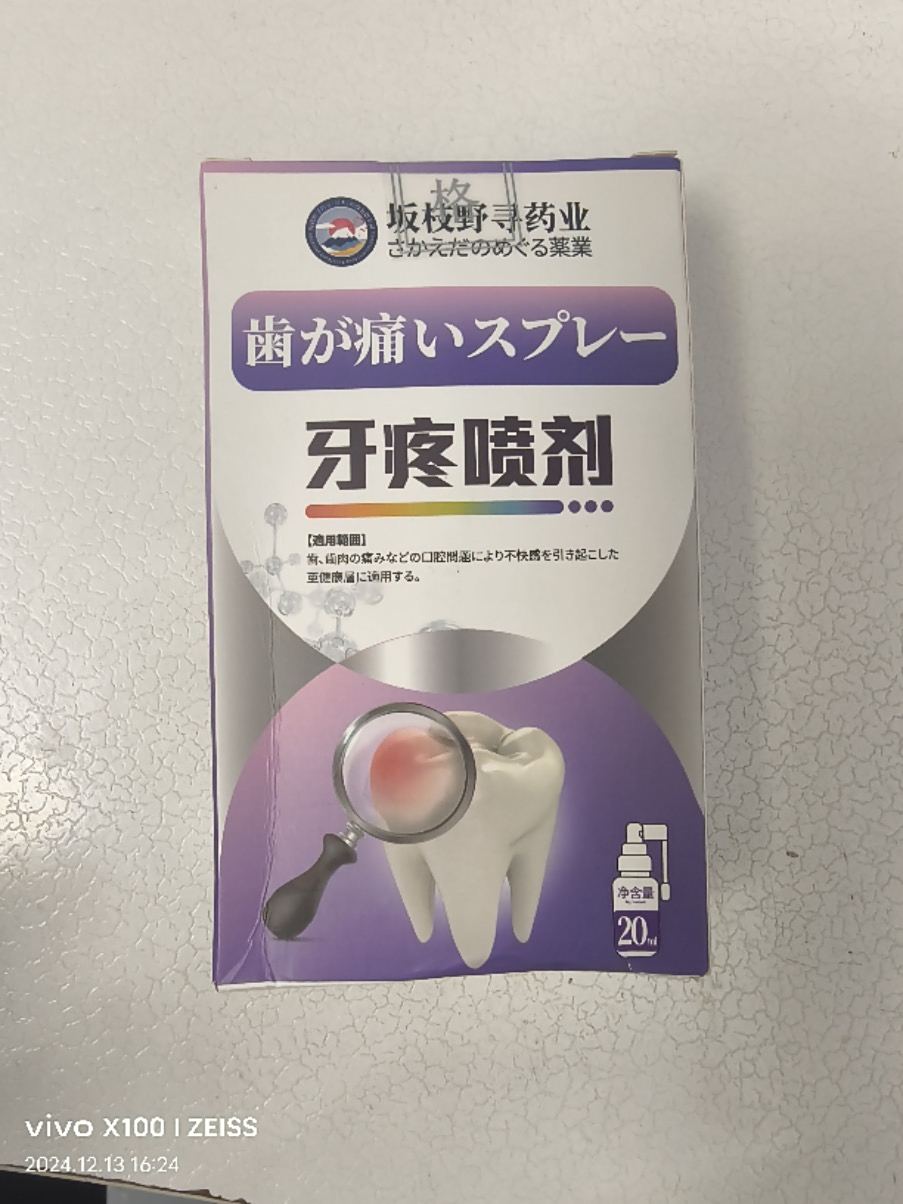 格
坂枝野寻药业
さかえだのめぐる薬業
歯が痛いスプレー
牙疼喷剂
【適用範囲】
歯、歯肉の痛みなどの口腔問題により不快感を引き起こした
亜健康層に適用する。
净含量
20ml
vivo X100 | ZEISS
2024.12.13 16:24